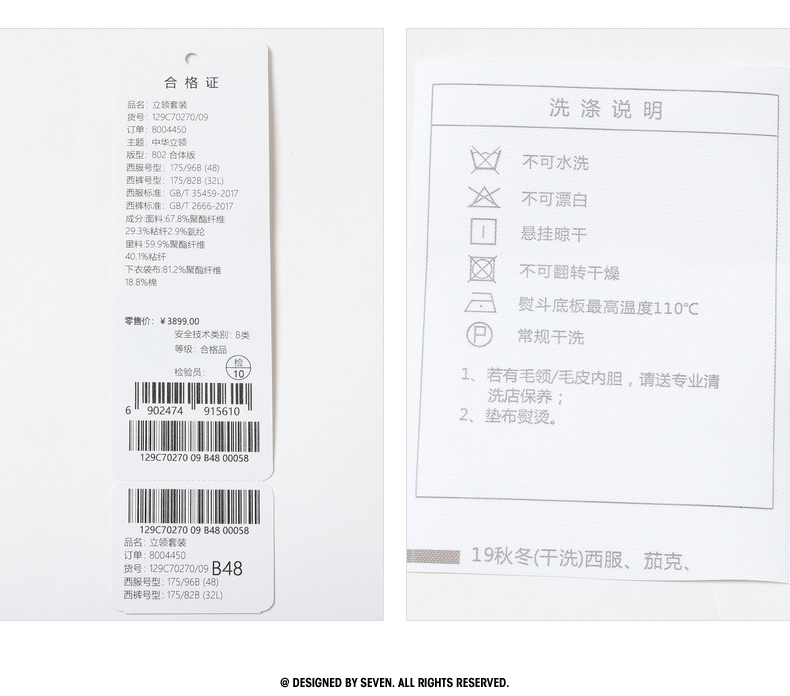 合格证
品名：立领套装
货号：129C70270/09
订单：8004450
主题：中华立领
版型：802 合体版
西服号型：175/96B (48)
西裤号型：175/82B (32L)
西服标准：GB/T 35459-2017
西裤标准：GB/T 2666-2017
成分:面料:67.8%聚酯纤维
29.3%粘纤2.9%氨纶
里料:59.9%聚酯纤维
40.1%粘纤
下衣袋布:81.2%聚酯纤维
18.8%棉
零售价：￥3899.00
安全技术类别：B类
等级：合格品
检验员：
检
10
6 902474 915610
129C70270 09 B48 00058
129C70270 09 B48 00058
品名：立领套装
订单：8004450
货号：129C70270/09 B48
西服号型：175/96B (48)
西裤号型：175/82B (32L)
洗涤说明
不可水洗
不可漂白
悬挂晾干
不可翻转干燥
熨斗底板最高温度110℃
P 常规干洗
1、若有毛领/毛皮内胆，请送专业清
洗店保养；
2、垫布熨烫。
19秋冬(干洗)西服、茄克、
@ DESIGNED BY SEVEN. ALL RIGHTS RESERVED.